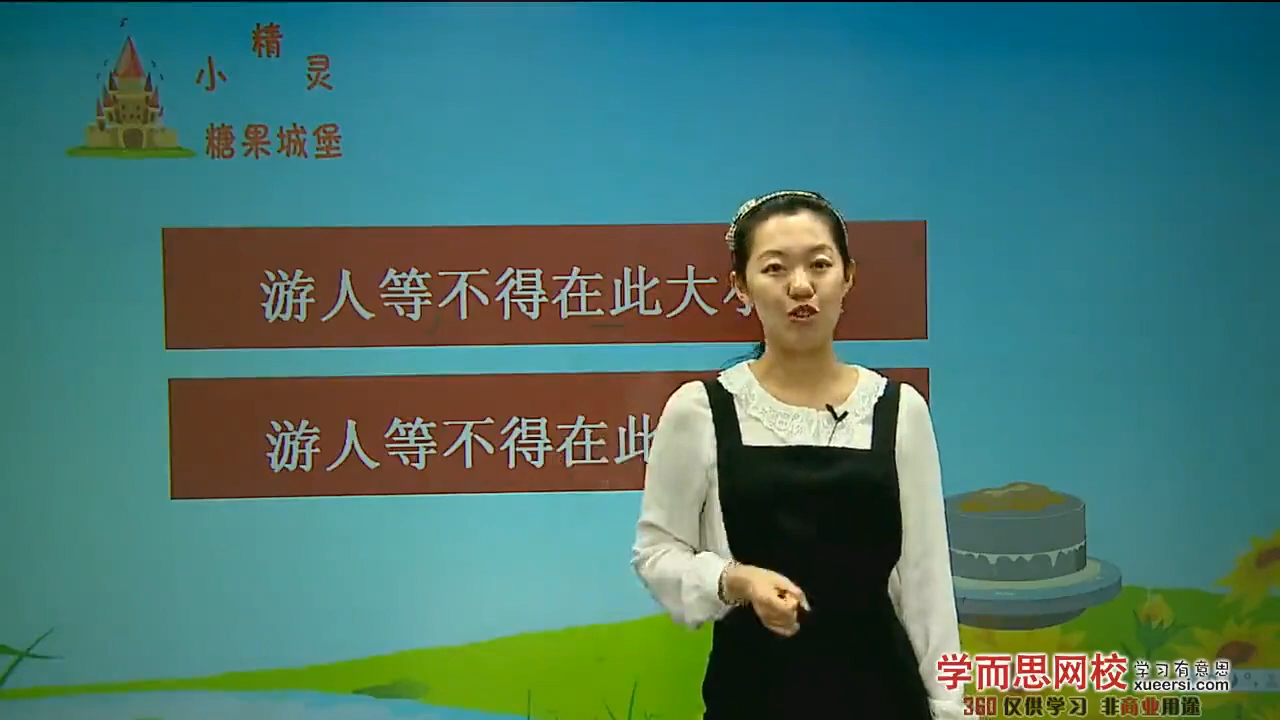 小精灵
糖果城堡
游人等不得在此大小
游人等不得在此
学而思网校 学习有意思
xueersi.com
360 仅供学习 非商业用途